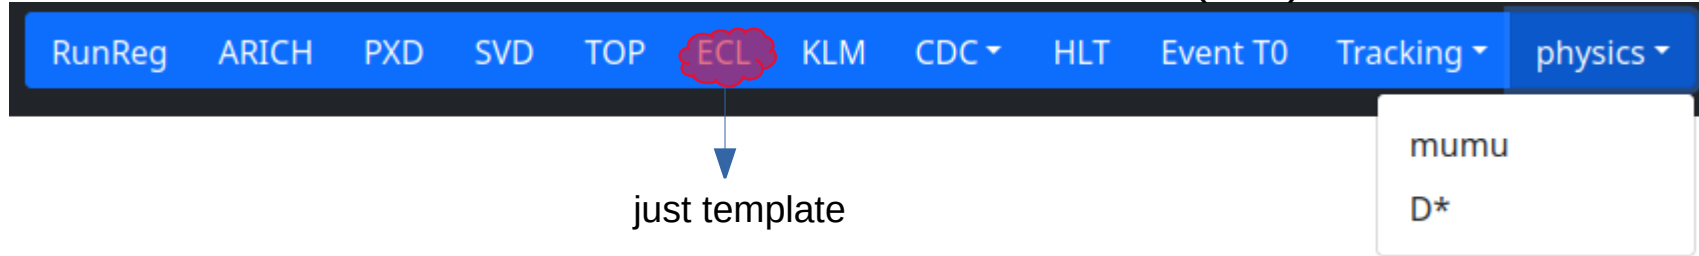 RunReg ARICH PXD SVD TOP ECL KLM CDC HLT Event T0 Tracking physics
mumu
D*
just template